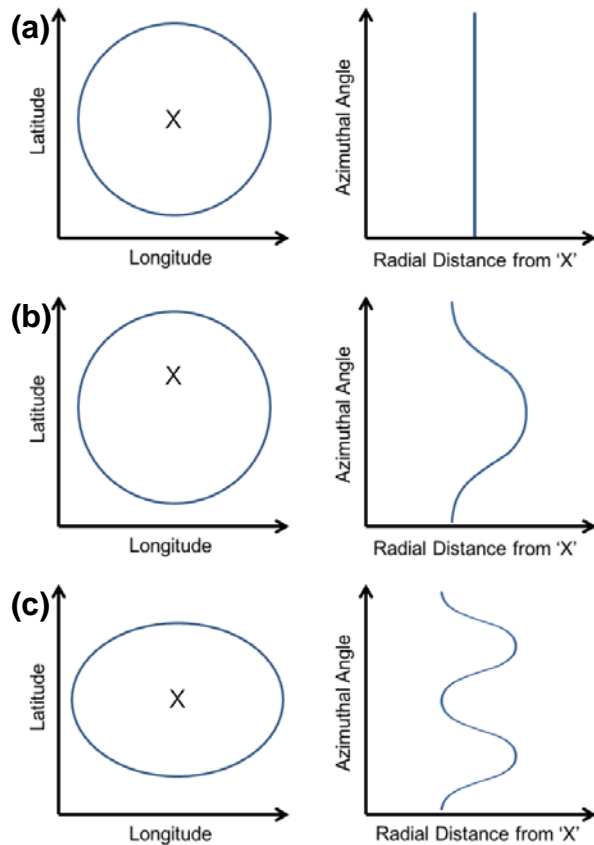 (a)
Latitude
X
Longitude
Azimuthal Angle
Radial Distance from 'X'
(b)
Latitude
X
Longitude
Azimuthal Angle
Radial Distance from 'X'
(c)
Latitude
X
Longitude
Azimuthal Angle
Radial Distance from 'X'